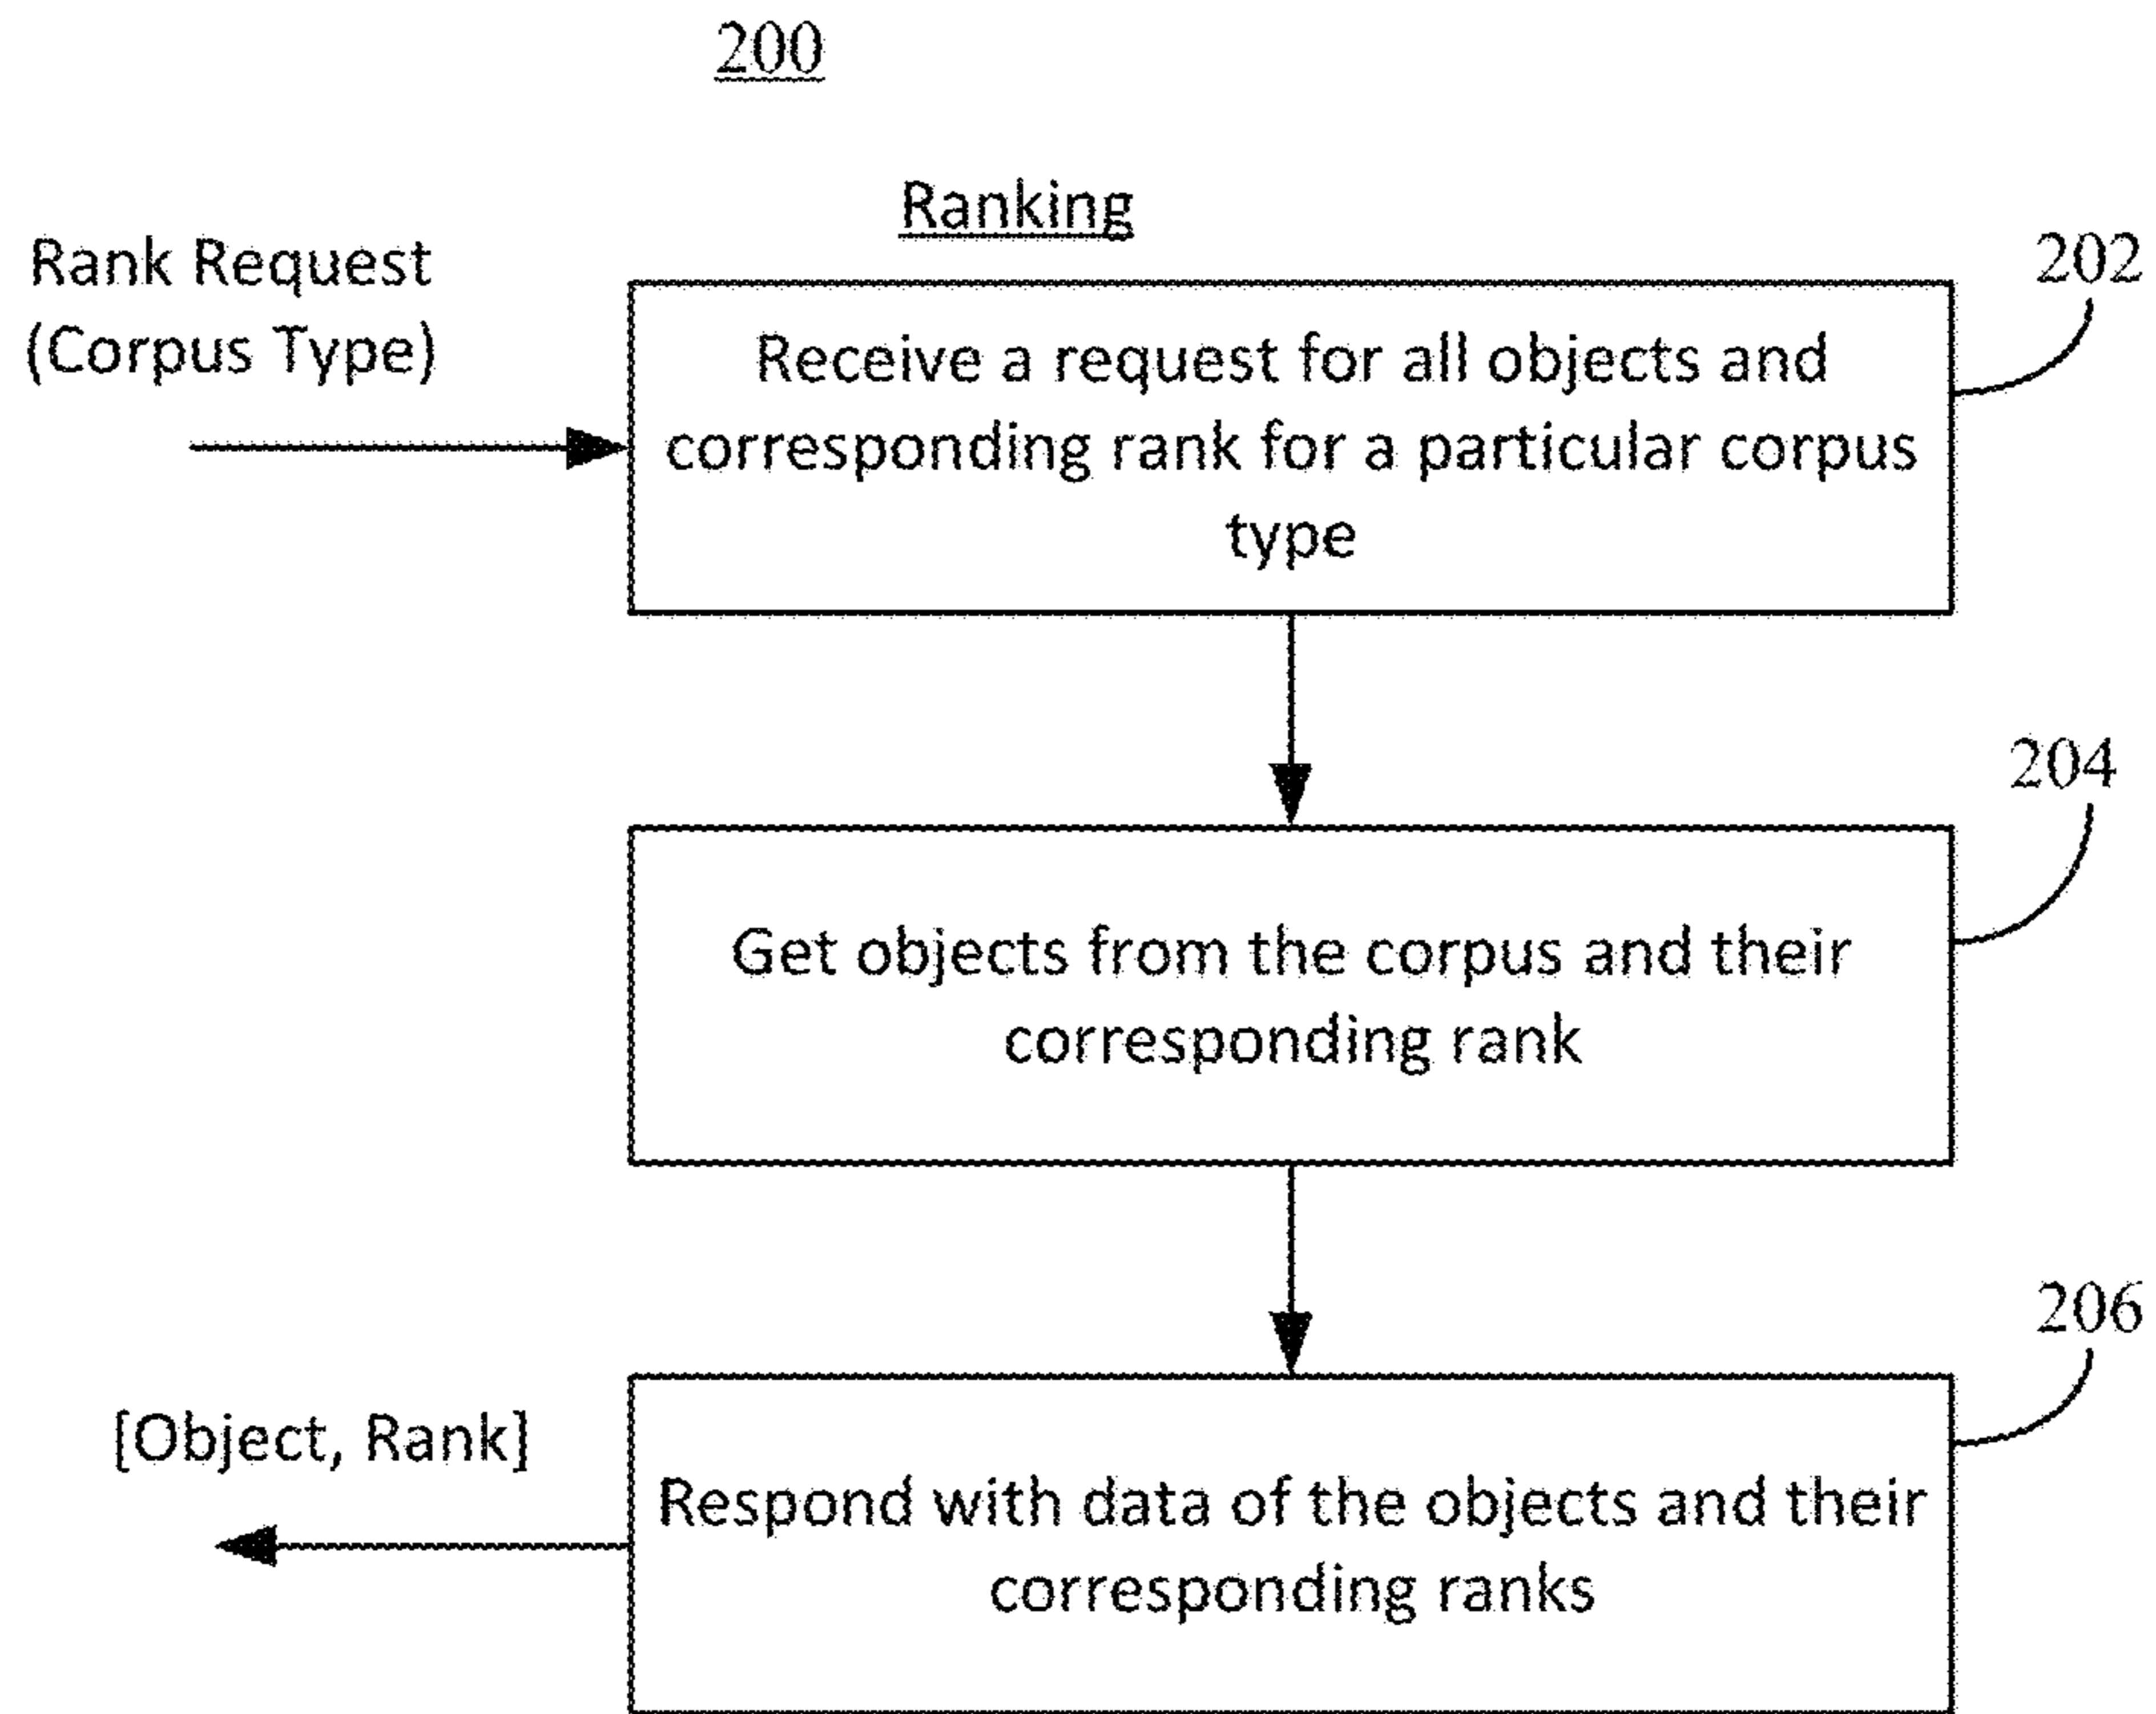 200
Ranking
Rank Request
(Corpus Type)
202
Receive a request for all objects and
corresponding rank for a particular corpus
type
204
Get objects from the corpus and their
corresponding rank
206
[Object, Rank]
Respond with data of the objects and their
corresponding ranks